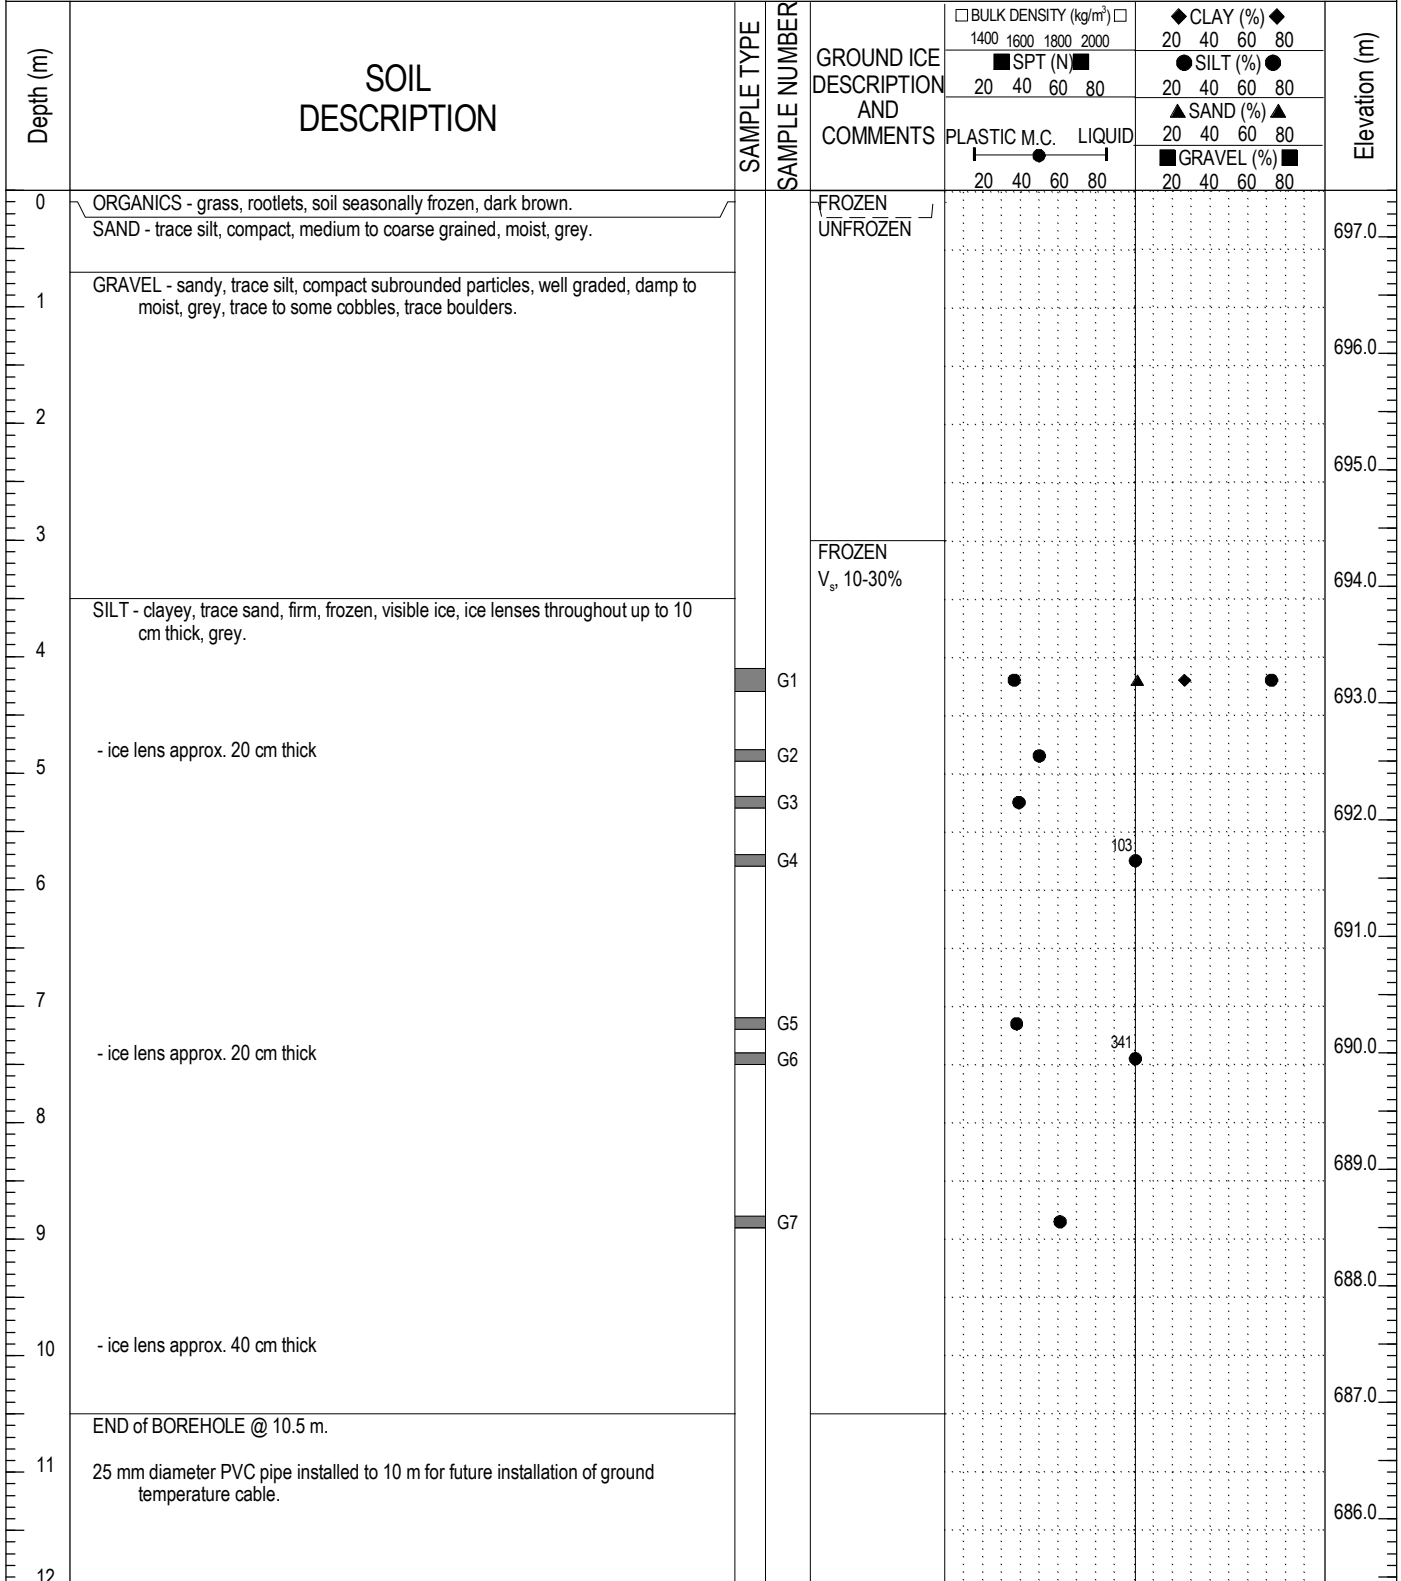 Depth (m)
SOIL
DESCRIPTION
SAMPLE TYPE
SAMPLE NUMBER
GROUND ICE
DESCRIPTION
AND
COMMENTS
□ BULK DENSITY (kg/m³) □
1400 1600 1800 2000
■ SPT (N) ■
20 40 60 80
PLASTIC M.C. LIQUID
20 40 60 80
◆ CLAY (%) ◆
20 40 60 80
● SILT (%) ●
20 40 60 80
▲ SAND (%) ▲
20 40 60 80
■ GRAVEL (%) ■
20 40 60 80
Elevation (m)
0
ORGANICS - grass, rootlets, soil seasonally frozen, dark brown.
FROZEN
SAND - trace silt, compact, medium to coarse grained, moist, grey.
UNFROZEN
697.0
GRAVEL - sandy, trace silt, compact subrounded particles, well graded, damp to
moist, grey, trace to some cobbles, trace boulders.
1
696.0
2
695.0
3
FROZEN
Vs, 10-30%
694.0
SILT - clayey, trace sand, firm, frozen, visible ice, ice lenses throughout up to 10
cm thick, grey.
4
G1
693.0
- ice lens approx. 20 cm thick
G2
5
G3
692.0
103
G4
6
691.0
7
G5
341
- ice lens approx. 20 cm thick
G6
690.0
8
689.0
G7
9
688.0
- ice lens approx. 40 cm thick
10
687.0
END of BOREHOLE @ 10.5 m.
11
25 mm diameter PVC pipe installed to 10 m for future installation of ground
temperature cable.
686.0
12